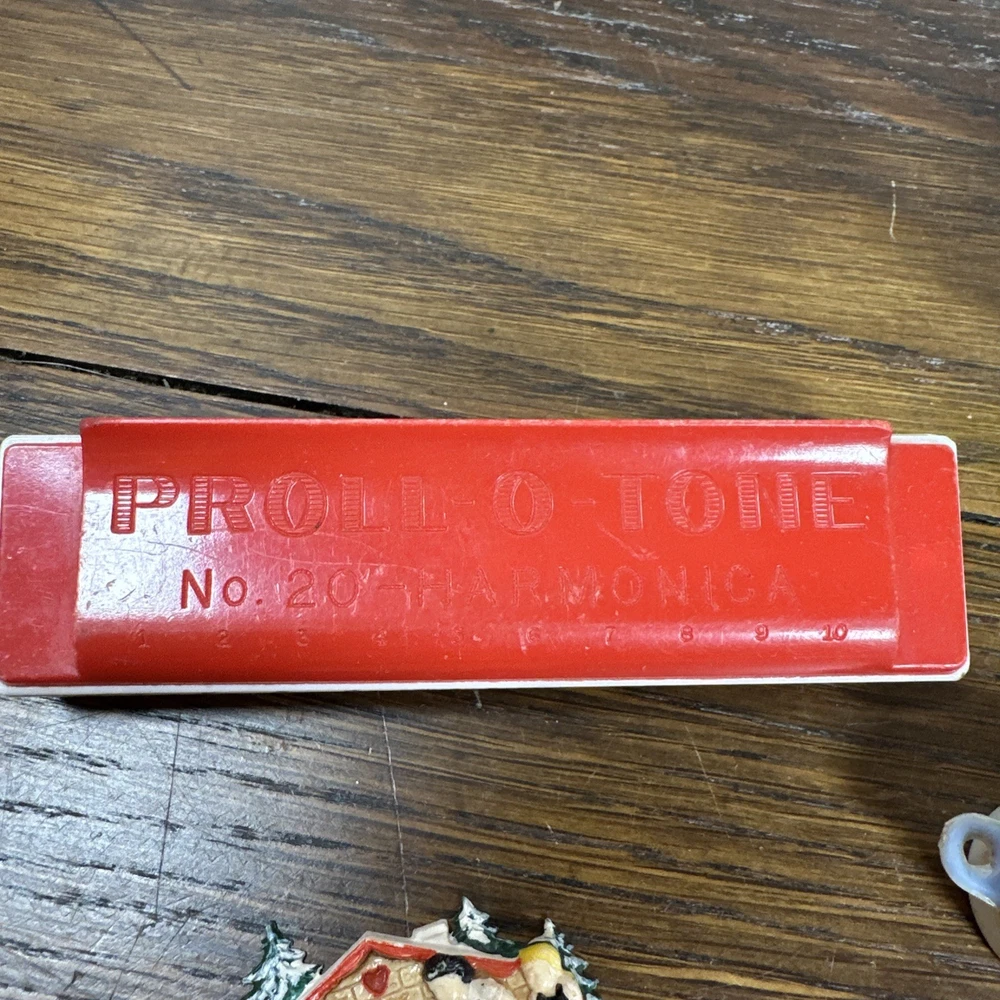 PROLL-O-TONE
No. 20-HARMONICA
1 2 3 4 5 6 7 8 9 10